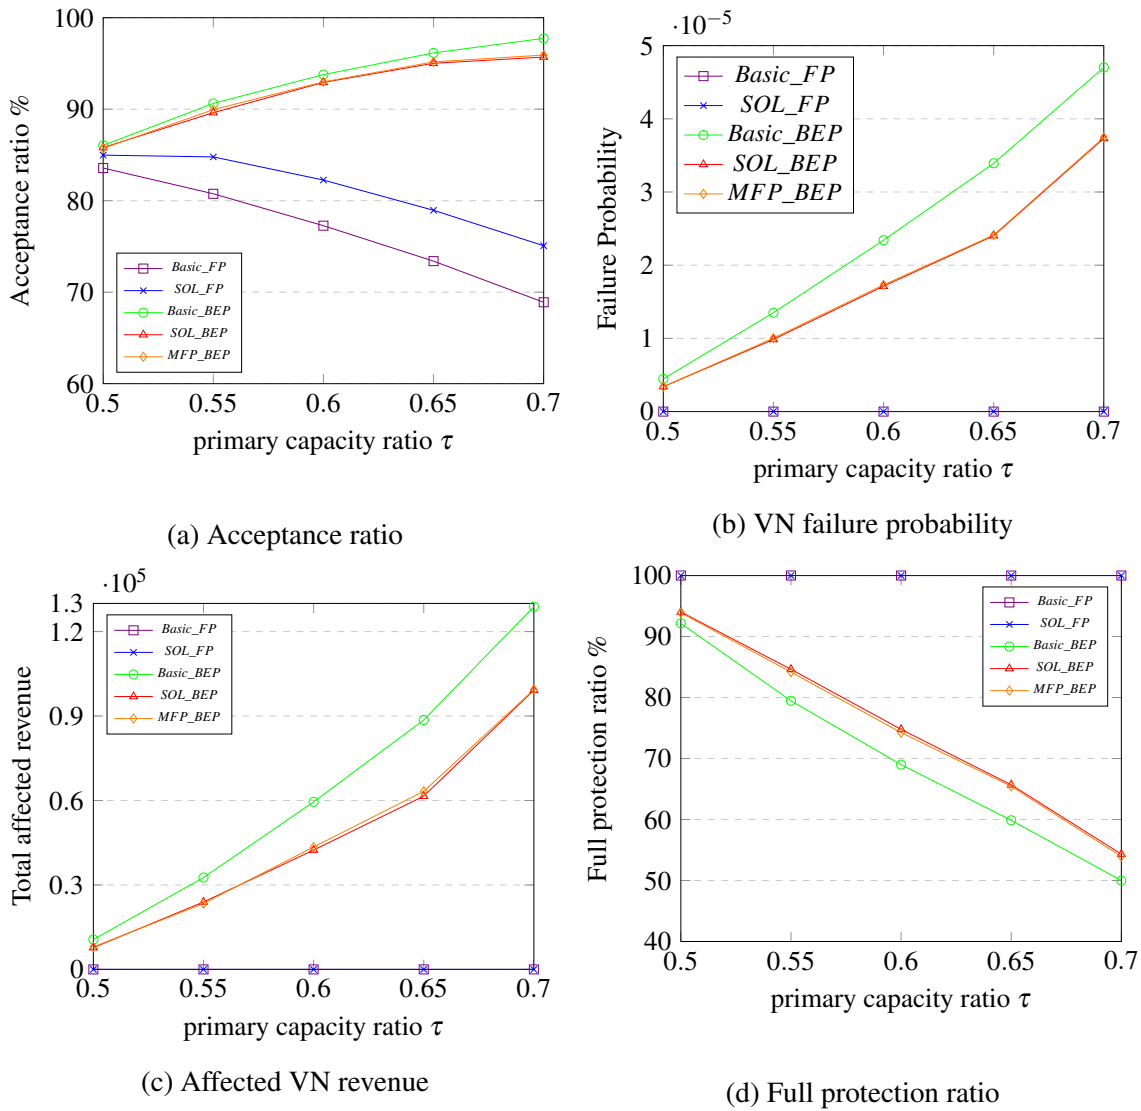 100
90
80
70
60
0.5 0.55 0.6 0.65 0.7
Acceptance ratio %
primary capacity ratio τ
Basic_FP
SOL_FP
Basic_BEP
SOL_BEP
MFP_BEP
(a) Acceptance ratio
·10⁻⁵
5
4
3
2
1
0
0.5 0.55 0.6 0.65 0.7
Failure Probability
primary capacity ratio τ
Basic_FP
SOL_FP
Basic_BEP
SOL_BEP
MFP_BEP
(b) VN failure probability
·10⁵
1.3
1.2
0.9
0.6
0.3
0
0.5 0.55 0.6 0.65 0.7
Total affected revenue
primary capacity ratio τ
Basic_FP
SOL_FP
Basic_BEP
SOL_BEP
MFP_BEP
(c) Affected VN revenue
100
90
80
70
60
50
40
0.5 0.55 0.6 0.65 0.7
Full protection ratio %
primary capacity ratio τ
Basic_FP
SOL_FP
Basic_BEP
SOL_BEP
MFP_BEP
(d) Full protection ratio